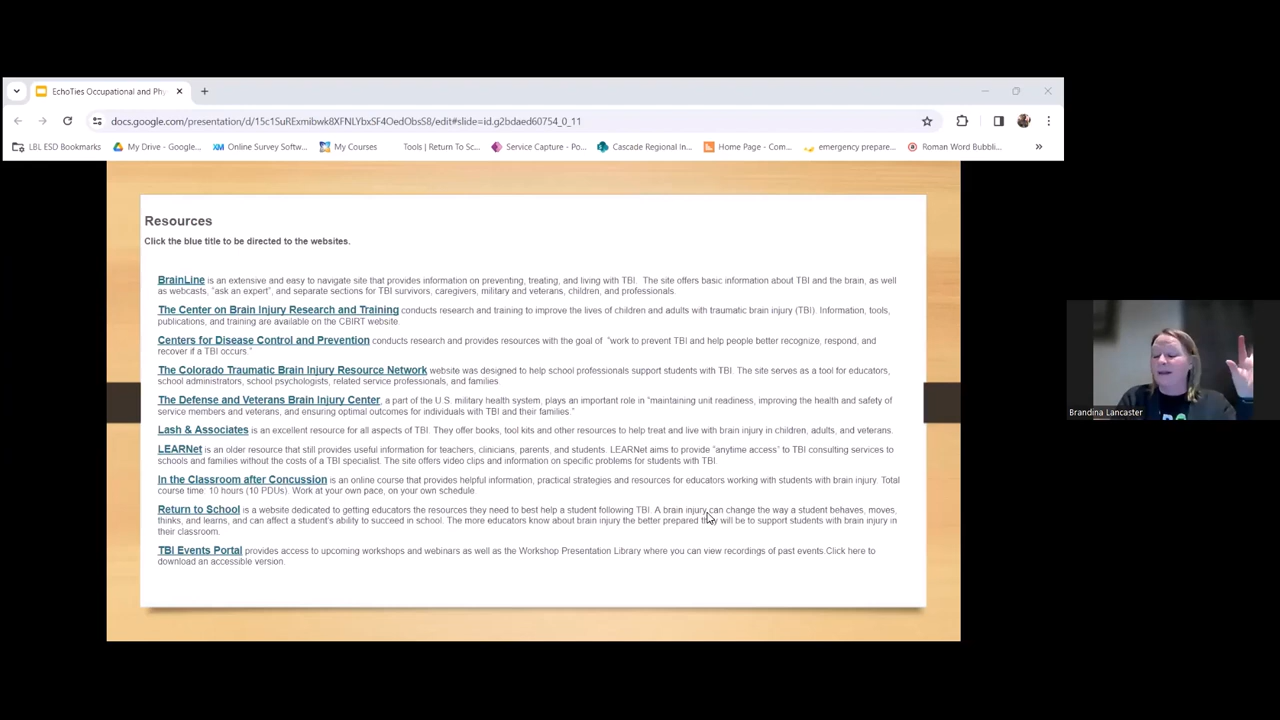 EchoTies Occupational and Phy
docs.google.com/presentation/d/15c1SuRExmibwk8XFNLYbxSF4OedObsS8/edit#slide=id.g2bdaed60754_0_11
LBL ESD Bookmarks My Drive - Google... Online Survey Softw... My Courses Tools | Return To Sc... Service Capture - Po... Cascade Regional In... Home Page - Com... emergency prepare... Roman Word Bubbli...
Resources
Click the blue title to be directed to the websites.
BrainLine is an extensive and easy to navigate site that provides information on preventing, treating, and living with TBI. The site offers basic information about TBI and the brain, as well
as webcasts, "ask an expert", and separate sections for TBI survivors, caregivers, military and veterans, children, and professionals.
The Center on Brain Injury Research and Training conducts research and training to improve the lives of children and adults with traumatic brain injury (TBI). Information, tools,
publications, and training are available on the CBIRT website.
Centers for Disease Control and Prevention conducts research and provides resources with the goal of "work to prevent TBI and help people better recognize, respond, and
recover if a TBI occurs."
The Colorado Traumatic Brain Injury Resource Network website was designed to help school professionals support students with TBI. The site serves as a tool for educators,
school administrators, school psychologists, related service professionals, and families.
The Defense and Veterans Brain Injury Center, a part of the U.S. military health system, plays an important role in "maintaining unit readiness, improving the health and safety of
service members and veterans, and ensuring optimal outcomes for individuals with TBI and their families."
Lash & Associates is an excellent resource for all aspects of TBI. They offer books, tool kits and other resources to help treat and live with brain injury in children, adults, and veterans.
LEARNet is an older resource that still provides useful information for teachers, clinicians, parents, and students. LEARNet aims to provide "anytime access" to TBI consulting services to
schools and families without the costs of a TBI specialist. The site offers video clips and information on specific problems for students with TBI.
In the Classroom after Concussion is an online course that provides helpful information, practical strategies and resources for educators working with students with brain injury. Total
course time: 10 hours (10 PDUs). Work at your own pace, on your own schedule.
Return to School is a website dedicated to getting educators the resources they need to best help a student following TBI. A brain injury can change the way a student behaves, moves,
thinks, and learns, and can affect a student's ability to succeed in school. The more educators know about brain injury the better prepared they will be to support students with brain injury in
their classroom.
TBI Events Portal provides access to upcoming workshops and webinars as well as the Workshop Presentation Library where you can view recordings of past events.Click here to
download an accessible version.
Brandina Lancaster